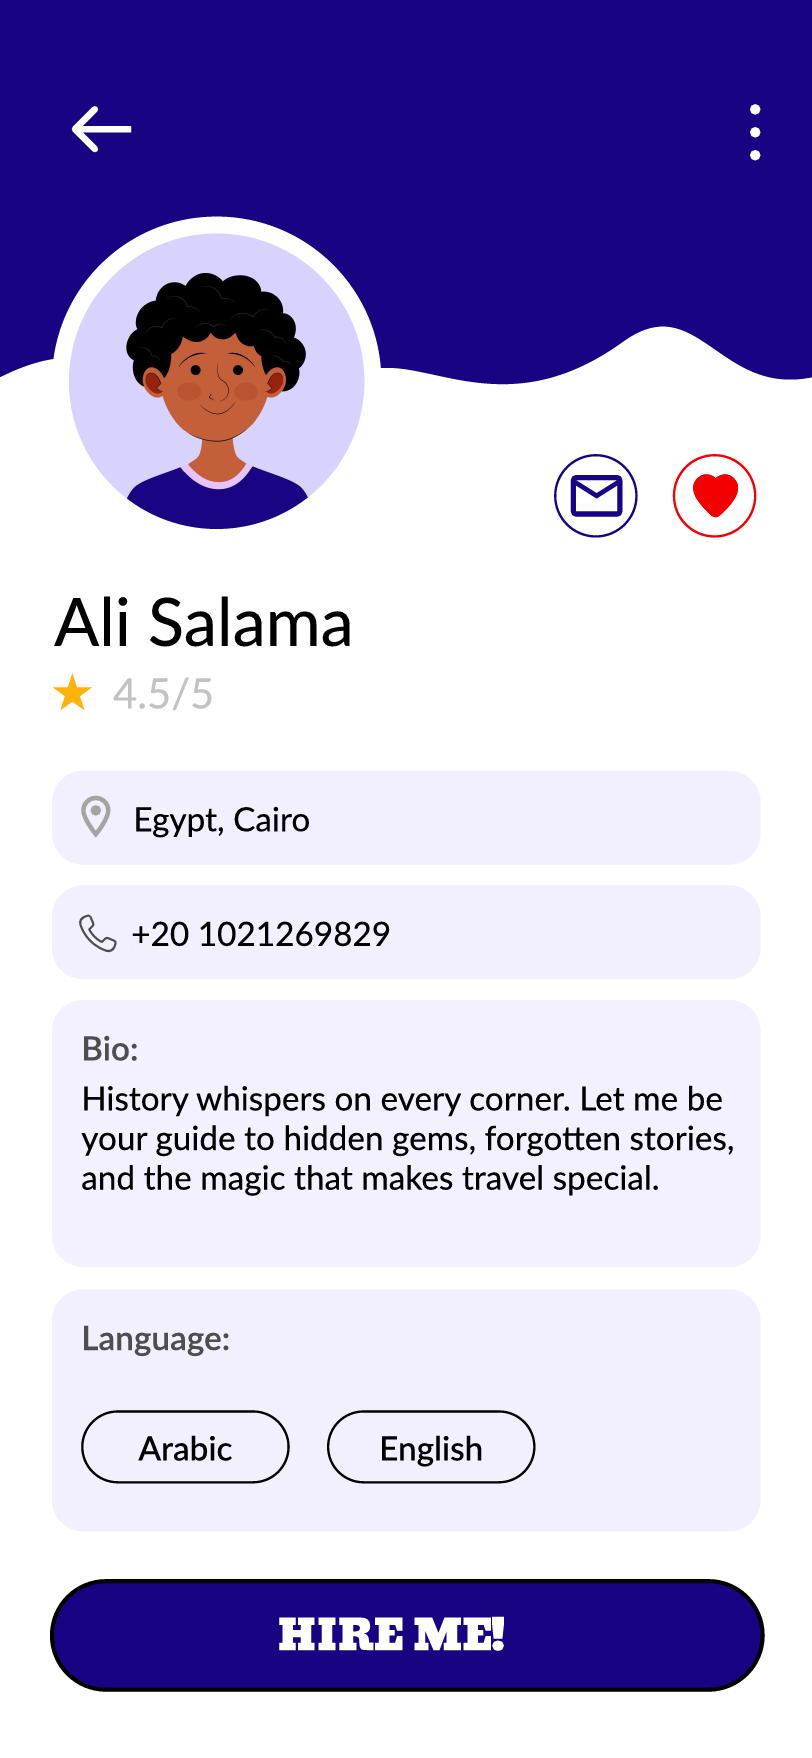 Ali Salama
4.5/5
Egypt, Cairo
+20 1021269829
Bio:
History whispers on every corner. Let me be
your guide to hidden gems, forgotten stories,
and the magic that makes travel special.
Language:
Arabic English
HIRE ME!